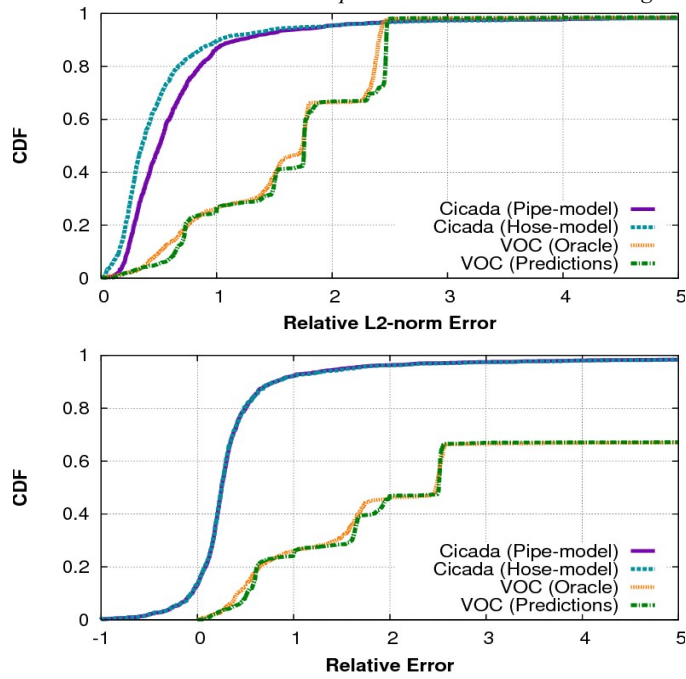 1
0.8
0.6
0.4
0.2
0
CDF
Cicada (Pipe-model)
Cicada (Hose-model)
VOC (Oracle)
VOC (Predictions)
0 1 2 3 4 5
Relative L2-norm Error
1
0.8
0.6
0.4
0.2
0
CDF
Cicada (Pipe-model)
Cicada (Hose-model)
VOC (Oracle)
VOC (Predictions)
-1 0 1 2 3 4 5
Relative Error